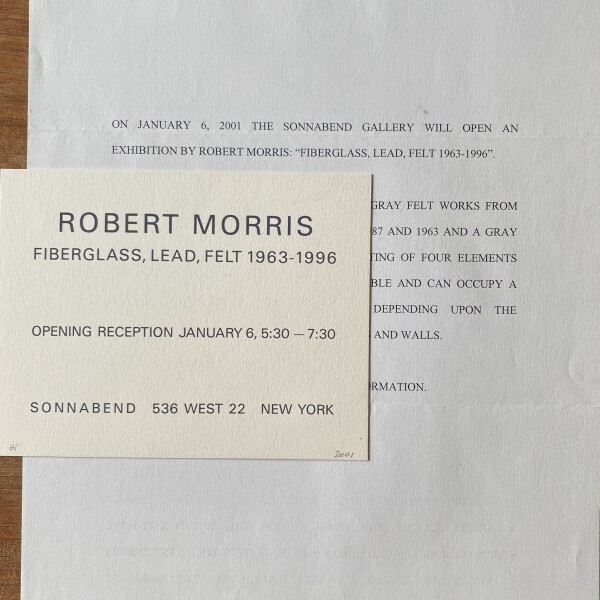 ON JANUARY 6, 2001 THE SONNABEND GALLERY WILL OPEN AN
EXHIBITION BY ROBERT MORRIS: “FIBERGLASS, LEAD, FELT 1963-1996”.
GRAY FELT WORKS FROM
87 AND 1963 AND A GRAY
TING OF FOUR ELEMENTS
BLE AND CAN OCCUPY A
DEPENDING UPON THE
AND WALLS.
RMATION.
ROBERT MORRIS
FIBERGLASS, LEAD, FELT 1963-1996
OPENING RECEPTION JANUARY 6, 5:30 — 7:30
SONNABEND 536 WEST 22 NEW YORK
2001